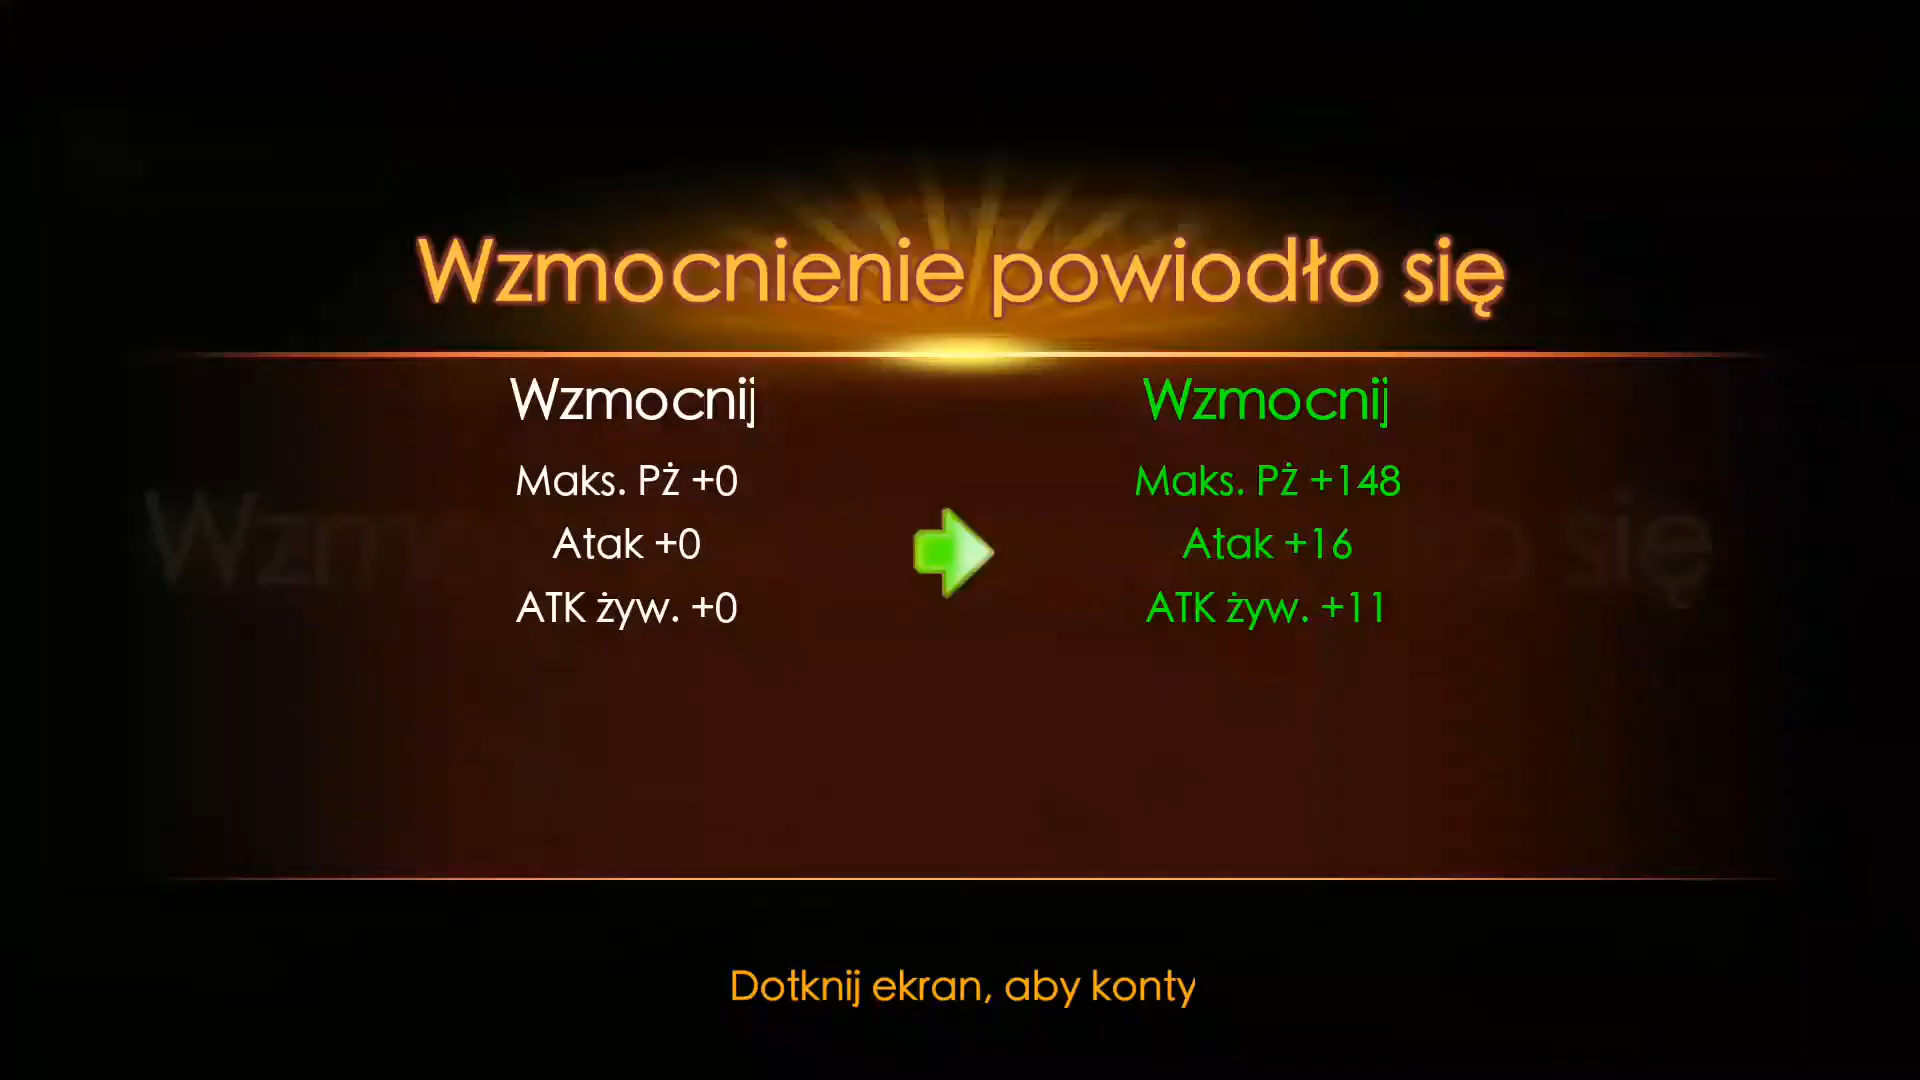 Wzmocnienie powiodło się
Wzmocnij
Wzmocnij
Maks. PŻ +0
Maks. PŻ +148
Atak +0
Atak +16
ATK żyw. +0
ATK żyw. +11
Dotknij ekran, aby konty